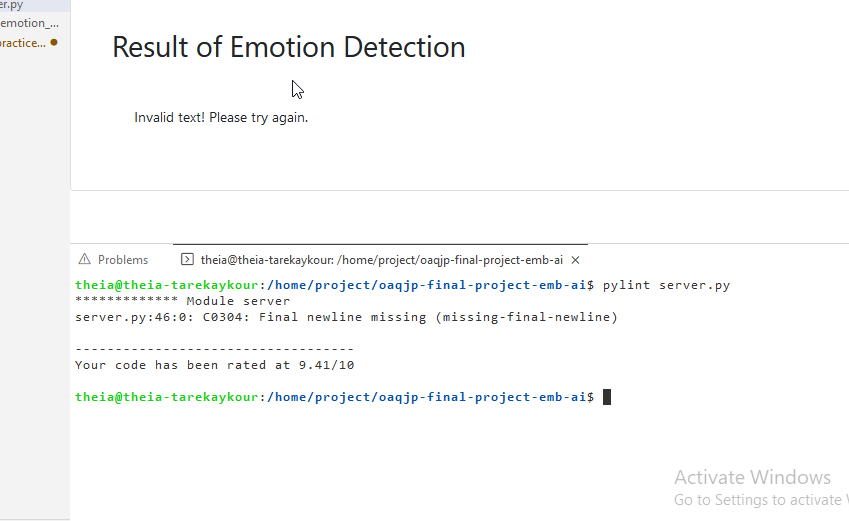 er.py
emotion_...
practice...
Result of Emotion Detection
Invalid text! Please try again.
Problems
theia@theia-tarekaykour: /home/project/oaqjp-final-project-emb-ai ×
theia@theia-tarekaykour:/home/project/oaqjp-final-project-emb-ai$ pylint server.py
************* Module server
server.py:46:0: C0304: Final newline missing (missing-final-newline)
-----------------------------------
Your code has been rated at 9.41/10
theia@theia-tarekaykour:/home/project/oaqjp-final-project-emb-ai$
Activate Windows
Go to Settings to activate W